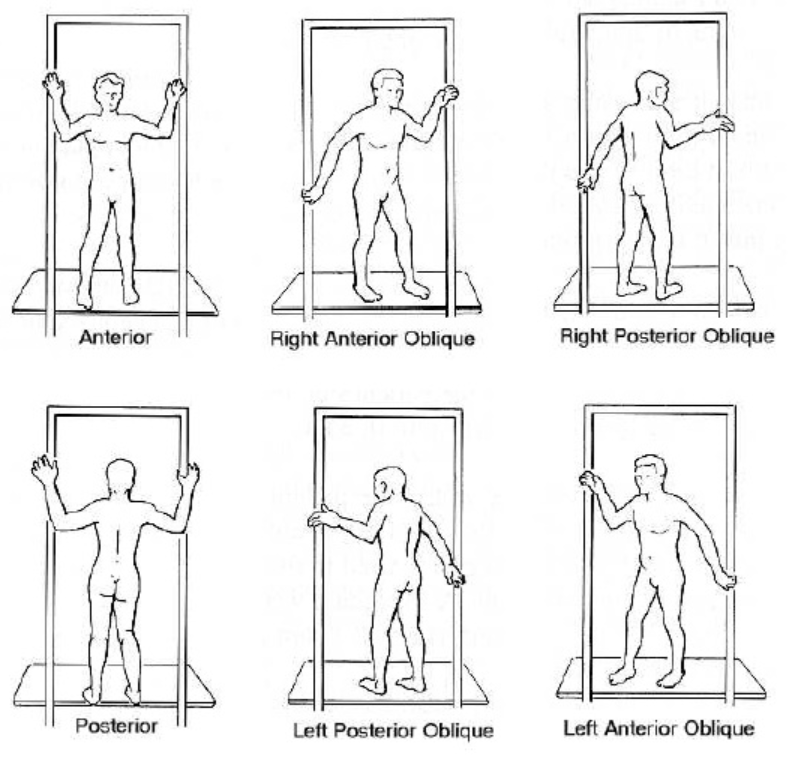 Anterior
Right Anterior Oblique
Right Posterior Oblique
Posterior
Left Posterior Oblique
Left Anterior Oblique